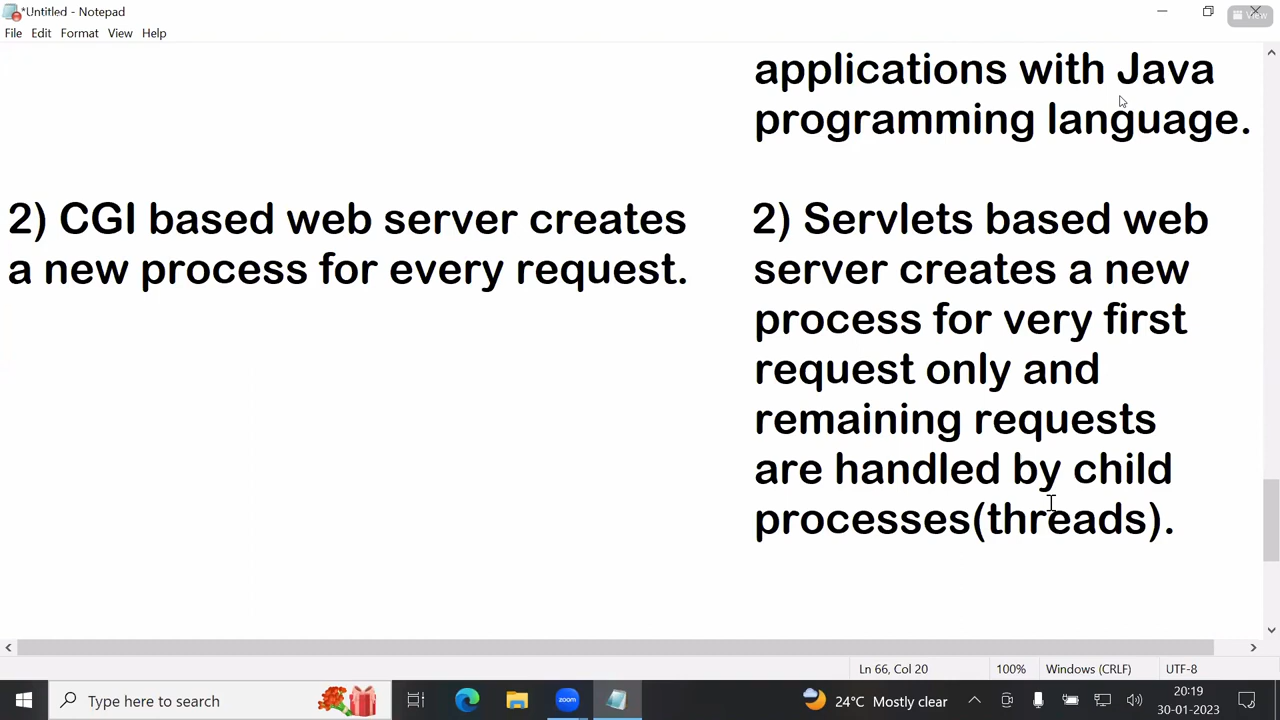 *Untitled - Notepad
View
File Edit Format View Help
applications with Java
programming language.
2) CGI based web server creates
a new process for every request.
2) Servlets based web
server creates a new
process for very first
request only and
remaining requests
are handled by child
processes(threads).
Ln 66, Col 20 100% Windows (CRLF) UTF-8
Type here to search
zoom
24°C Mostly clear
20:19
30-01-2023